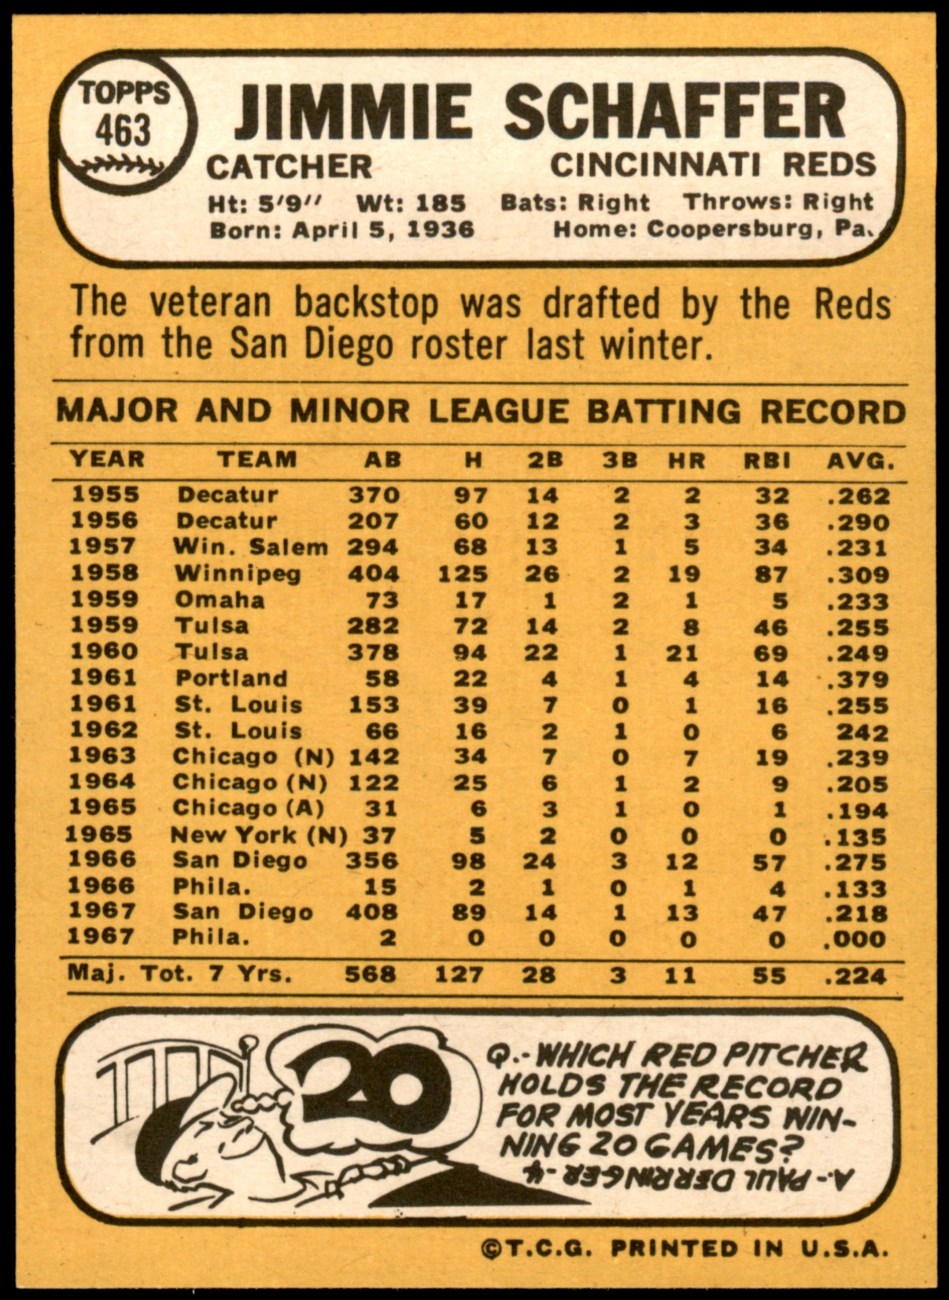 TOPPS
463
JIMMIE SCHAFFER
CATCHER CINCINNATI REDS
Ht: 5'9'' Wt: 185 Bats: Right Throws: Right
Born: April 5, 1936 Home: Coopersburg, Pa.
The veteran backstop was drafted by the Reds
from the San Diego roster last winter.
MAJOR AND MINOR LEAGUE BATTING RECORD
YEAR TEAM AB H 2B 3B HR RBI AVG.
1955 Decatur 370 97 14 2 2 32 .262
1956 Decatur 207 60 12 2 3 36 .290
1957 Win. Salem 294 68 13 1 5 34 .231
1958 Winnipeg 404 125 26 2 19 87 .309
1959 Omaha 73 17 1 2 1 5 .233
1959 Tulsa 282 72 14 2 8 46 .255
1960 Tulsa 378 94 22 1 21 69 .249
1961 Portland 58 22 4 1 4 14 .379
1961 St. Louis 153 39 7 0 1 16 .255
1962 St. Louis 66 16 2 1 0 6 242
1963 Chicago (N) 142 34 7 0 7 19 .239
1964 Chicago (N) 122 25 6 1 2 9 .205
1965 Chicago (A) 31 6 3 1 0 1 .194
1965 New York (N) 37 5 2 0 0 0 .135
1966 San Diego 356 98 24 3 12 57 .275
1966 Phila. 15 2 1 0 1 4 .133
1967 San Diego 408 89 14 1 13 47 .218
1967 Phila. 2 0 0 0 0 0 .000
Maj. Tot. 7 Yrs. 568 127 28 3 11 55 .224
20
Q.-WHICH RED PITCHER
HOLDS THE RECORD
FOR MOST YEARS WIN-
NING 20 GAMES?
A.-PAUL DERRINGER-4
©T.C.G. PRINTED IN U.S.A.